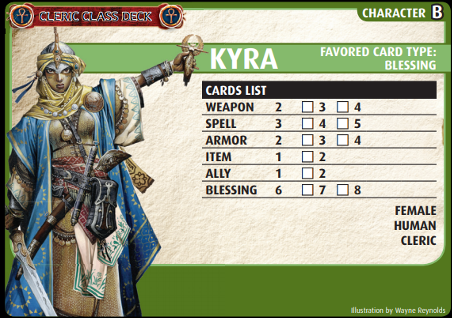 CLERIC CLASS DECK
CHARACTER B
KYRA
FAVORED CARD TYPE:
BLESSING
CARDS LIST
WEAPON 2 □ 3 □ 4
SPELL 3 □ 4 □ 5
ARMOR 2 □ 3 □ 4
ITEM 1 □ 2
ALLY 1 □ 2
BLESSING 6 □ 7 □ 8
FEMALE
HUMAN
CLERIC
Illustration by Wayne Reynolds